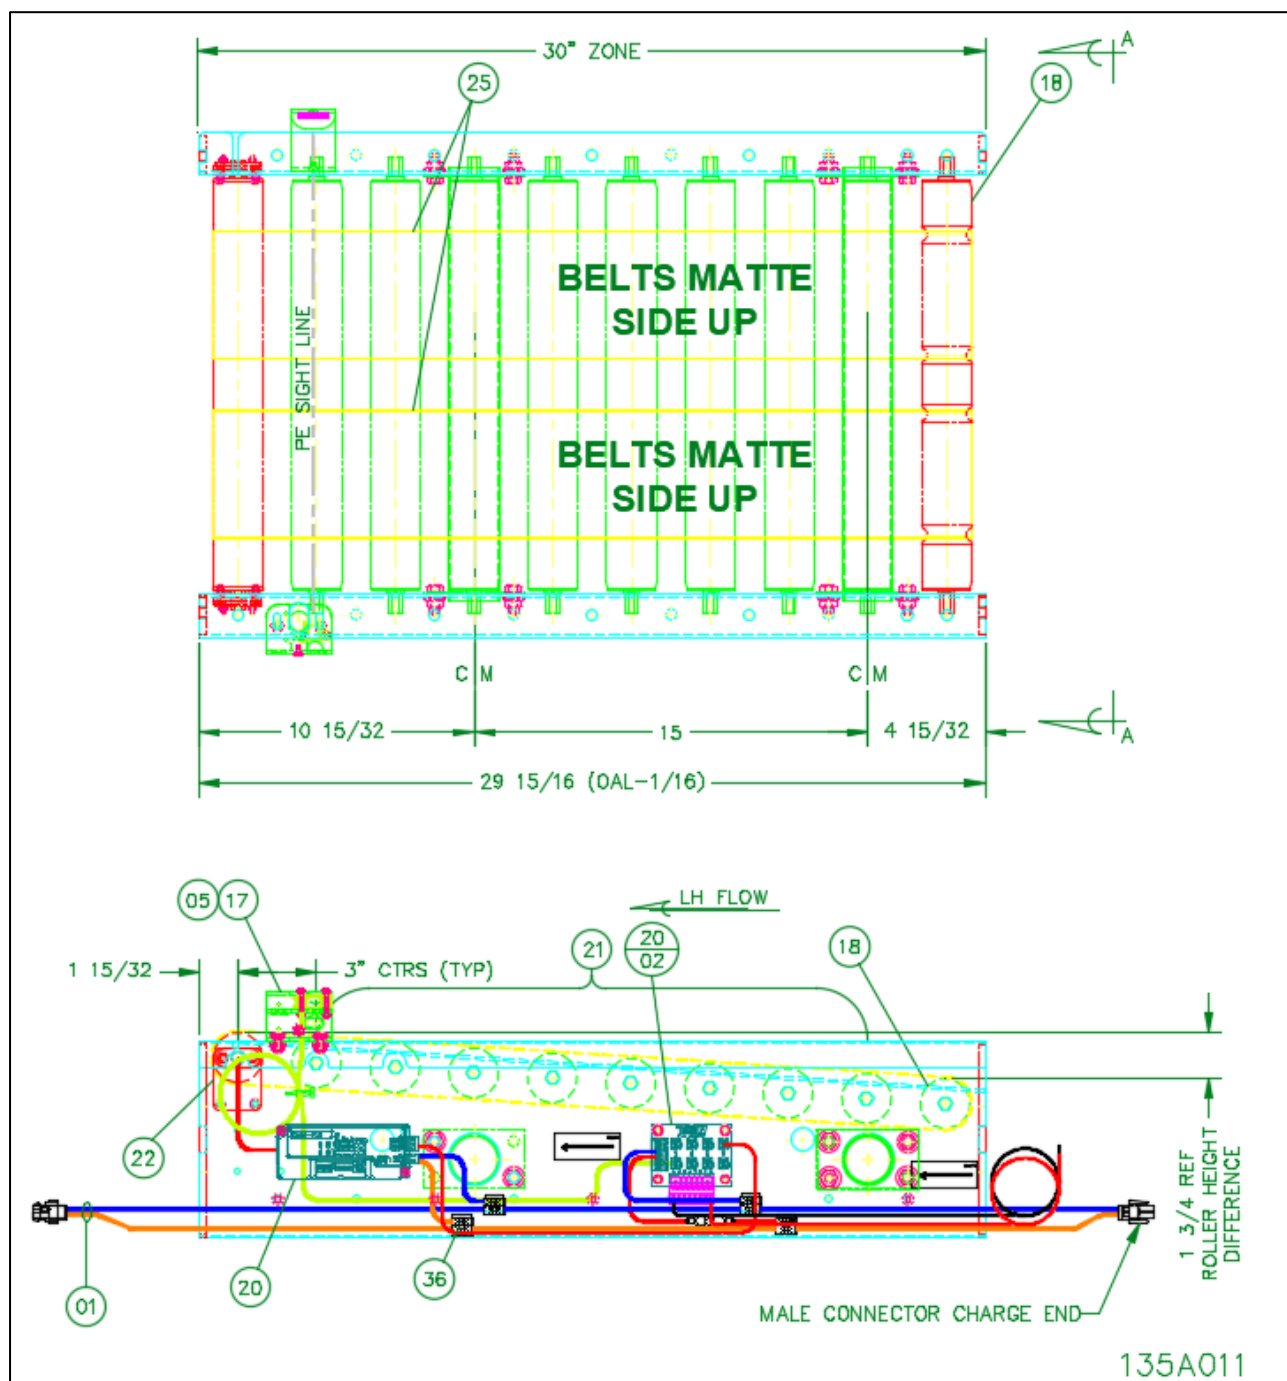 30" ZONE
A
25
18
BELTS MATTE
SIDE UP
PE SIGHT LINE
BELTS MATTE
SIDE UP
C M
C M
10 15/32
15
4 15/32
A
29 15/16 (OAL-1/16)
05
17
LH FLOW
21
20
02
18
1 15/32
3" CTRS (TYP)
22
20
36
01
1 3/4 REF
ROLLER HEIGHT
DIFFERENCE
MALE CONNECTOR CHARGE END
135A011